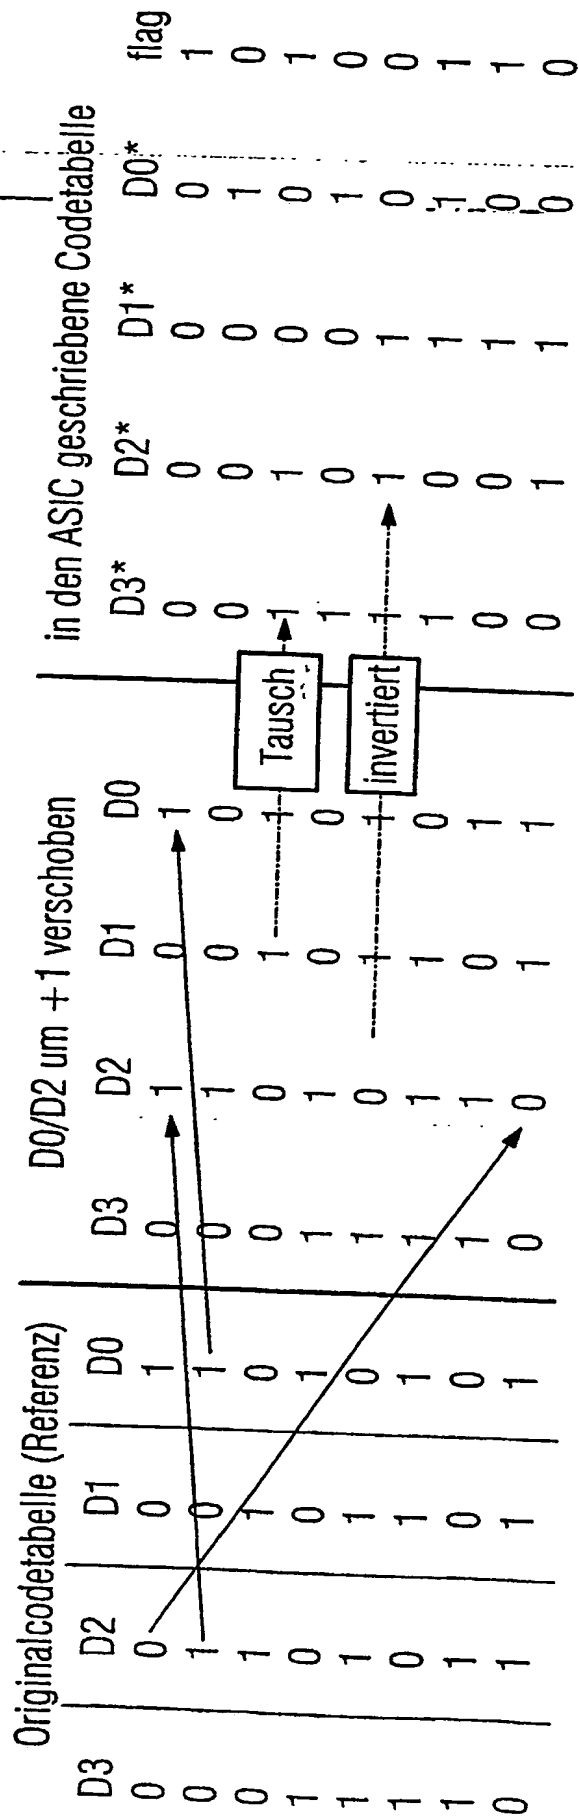 Originalcodetabelle (Referenz) D0/D2 um +1 verschoben in den ASIC geschriebene Codetabelle
D3 D2 D1 D0 D3 D2 D1 D0 D3* D2* D1* D0* flag
0 0 0 1 0 1 0 1 0 0 0 0 1
0 1 0 1 0 1 0 0 0 0 0 1 0
0 1 1 0 0 0 1 1 Tausch 1 1 0 0 1
1 0 0 1 1 1 0 0 1 0 0 1 0
1 1 1 0 1 0 1 1 invertiert 1 1 1 0 0
1 0 1 1 1 1 1 0 1 0 1 1 1
1 1 0 0 1 1 0 1 0 0 1 0 1
0 1 1 1 0 0 1 1 0 1 1 0 0